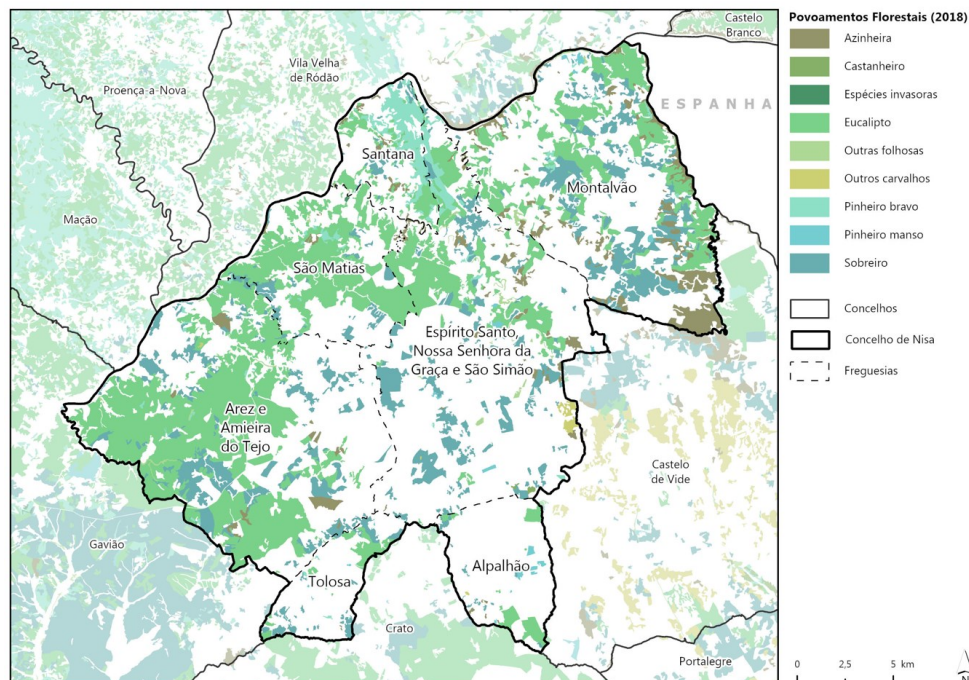 Povoamentos Florestais (2018)
Azinheira
Castanheiro
Espécies invasoras
Eucalipto
Outras folhosas
Outros carvalhos
Pinheiro bravo
Pinheiro manso
Sobreiro
Concelhos
Concelho de Nisa
Freguesias
0 2,5 5 km
N
Castelo
Branco
Vila Velha
de Ródão
Proença-a-Nova
ESPANHA
Santana
Montalvão
Mação
São Matias
Espírito Santo,
Nossa Senhora da
Graça e São Simão
Arez e
Amieira
do Tejo
Castelo
de Vide
Gavião
Tolosa
Alpalhão
Crato
Portalegre